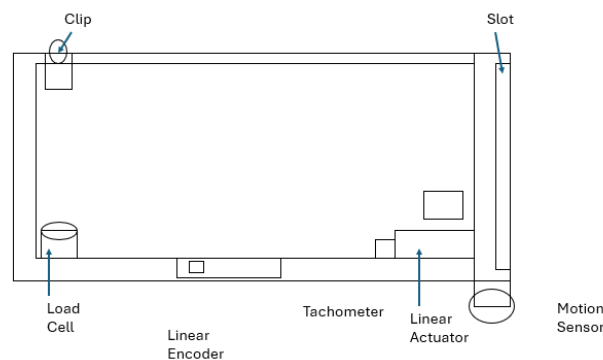 Clip
Slot
Load
Cell
Linear
Encoder
Tachometer
Linear
Actuator
Motion
Sensor